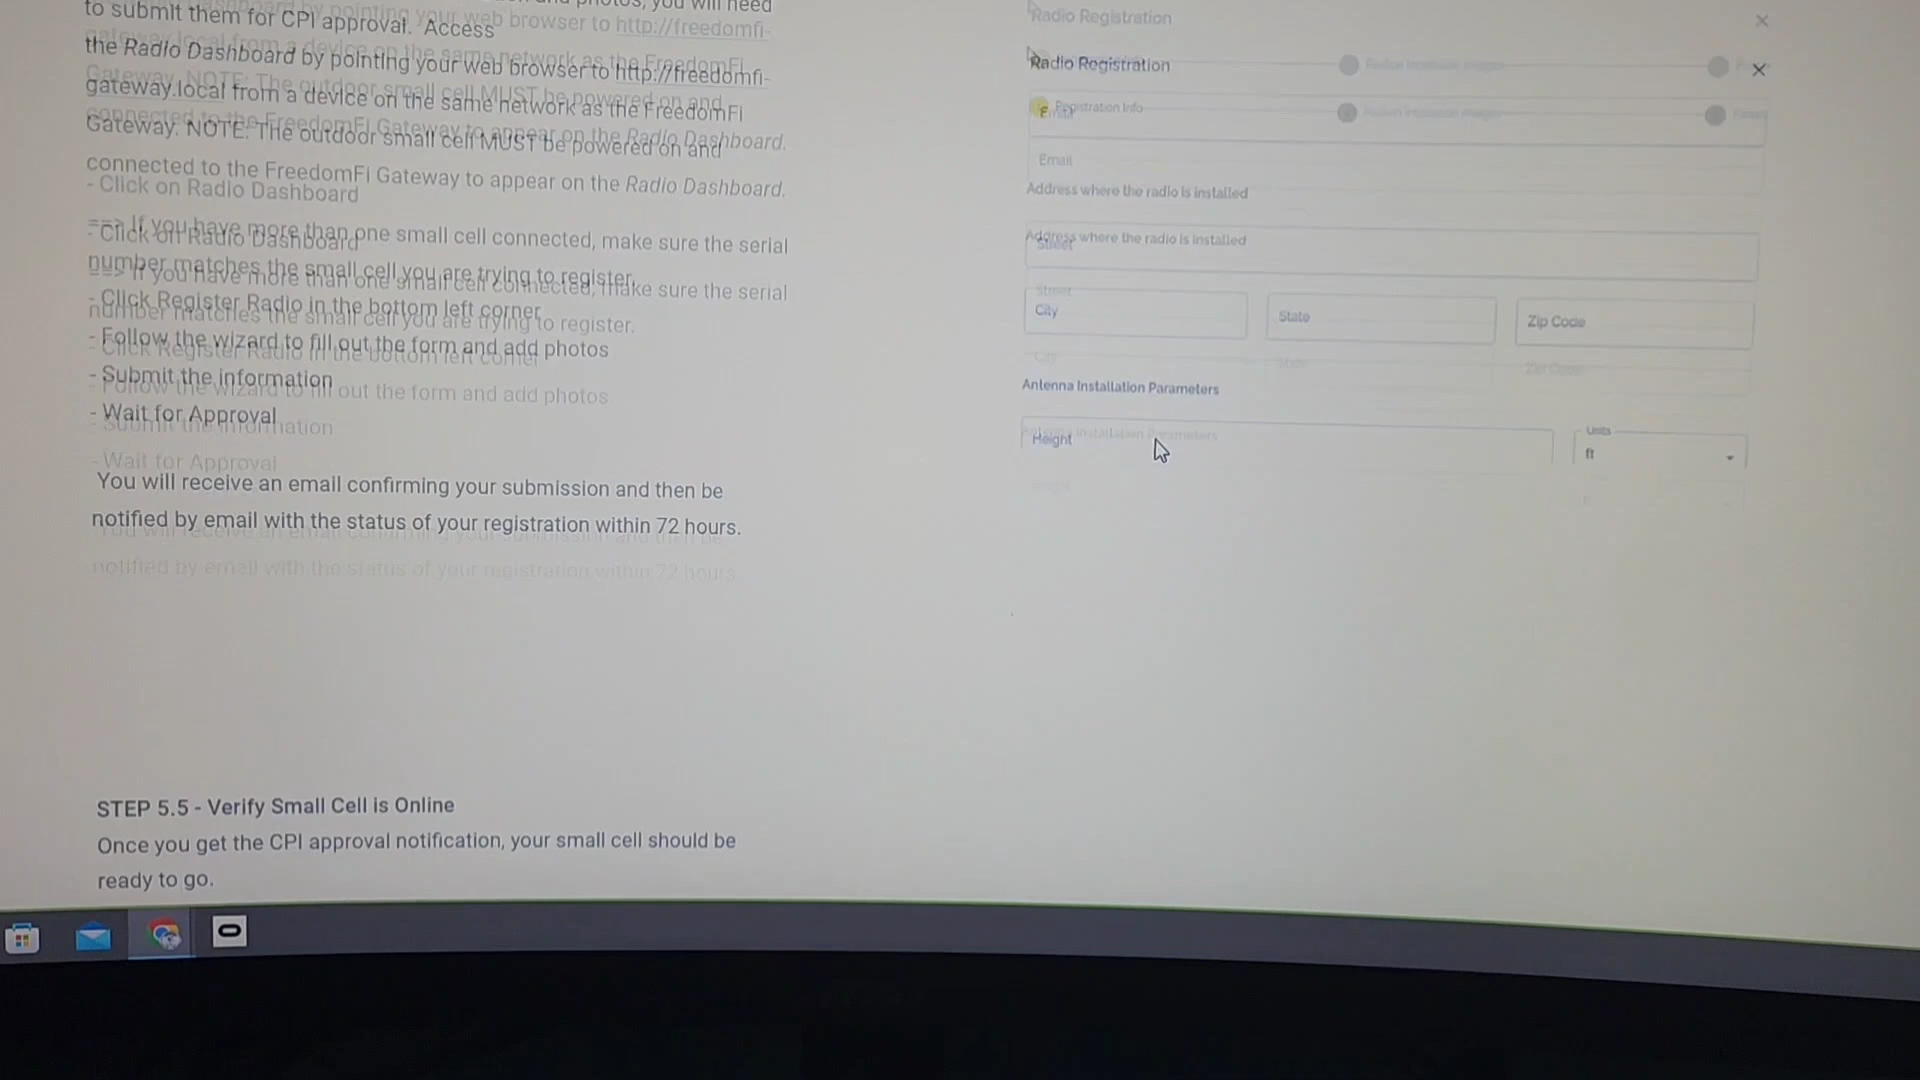 to submit them for CPI approval. Access
the Radio Dashboard by pointing your web browser to http://freedomfi-
gateway.local from a device on the same network as the FreedomFi
Gateway. NOTE: The outdoor small cell MUST be powered on and
connected to the FreedomFi Gateway to appear on the Radio Dashboard.
- Click on Radio Dashboard
==> If you have more than one small cell connected, make sure the serial
number matches the small cell you are trying to register.
- Click Register Radio in the bottom left corner
- Follow the wizard to fill out the form and add photos
- Submit the information
- Wait for Approval
You will receive an email confirming your submission and then be
notified by email with the status of your registration within 72 hours.
STEP 5.5 - Verify Small Cell is Online
Once you get the CPI approval notification, your small cell should be
ready to go.
Radio Registration
Registration Info
Email
Address where the radio is installed
Street
City
State
Zip Code
Antenna Installation Parameters
Height
Units
ft